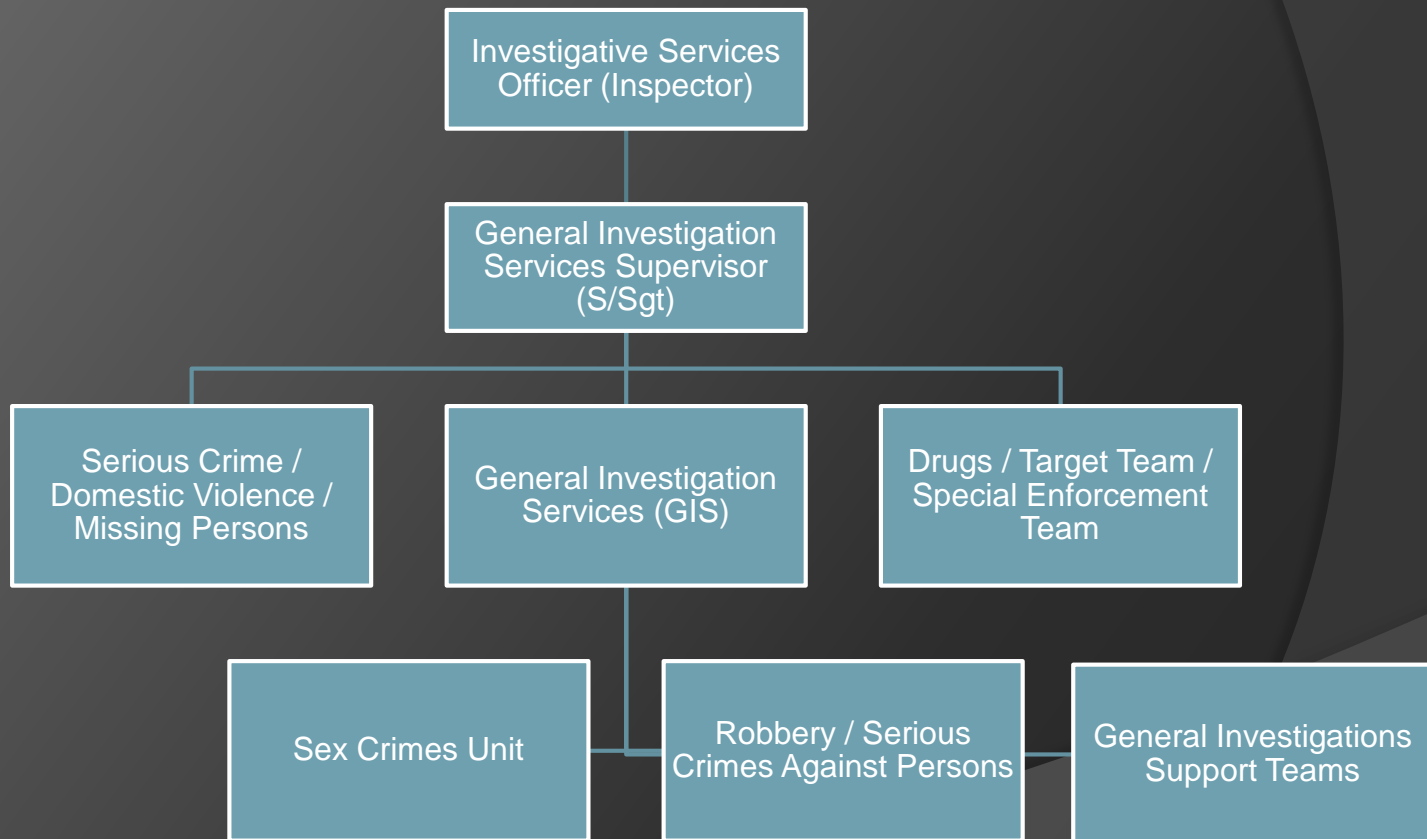 Investigative Services
Officer (Inspector)
General Investigation
Services Supervisor
(S/Sgt)
Serious Crime /
Domestic Violence /
Missing Persons
General Investigation
Services (GIS)
Drugs / Target Team /
Special Enforcement
Team
Sex Crimes Unit
Robbery / Serious
Crimes Against Persons
General Investigations
Support Teams